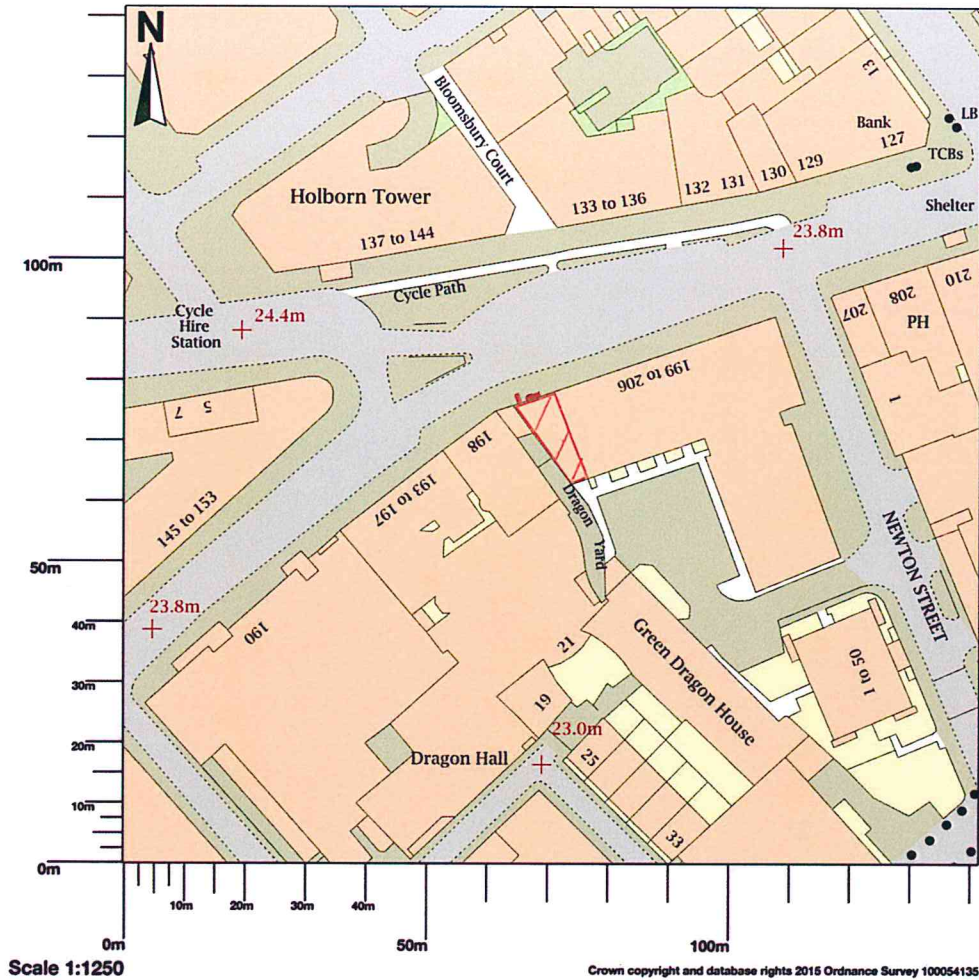 N
Bloomsbury Court
13
Bank
127
LB
TCBs
129
130
131
132
133 to 136
Shelter
Holborn Tower
137 to 144
23.8m
100m
Cycle Path
Cycle
Hire
Station
24.4m
207
208
210
PH
1
199 to 206
5
7
198
193 to 197
145 to 153
Dragon
Yard
NEWTON STREET
50m
23.8m
40m
190
21
Green Dragon House
1 to 50
30m
19
23.0m
20m
Dragon Hall
25
10m
33
0m
10m
20m
30m
40m
0m
50m
100m
Scale 1:1250
Crown copyright and database rights 2015 Ordnance Survey 100054135